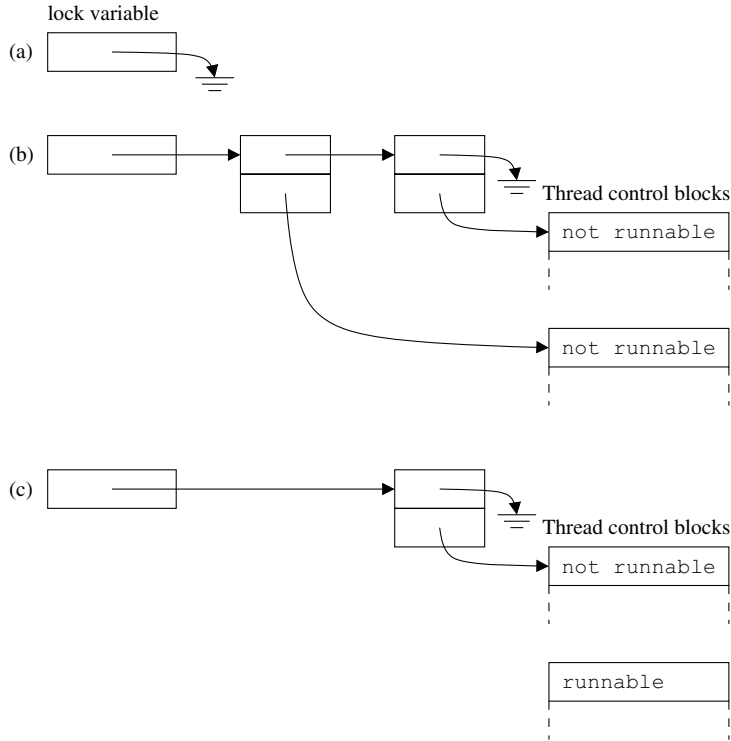 lock variable
(a)
(b)
Thread control blocks
not runnable
not runnable
(c)
Thread control blocks
not runnable
runnable